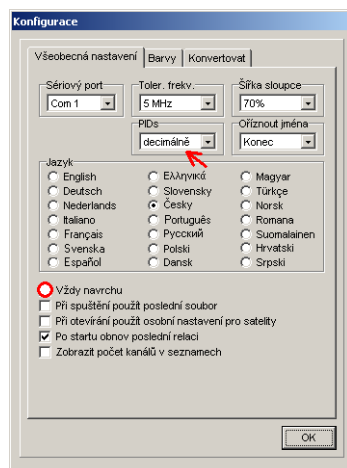 Konfigurace
Všeobecná nastavení Barvy Konvertovat
Sériový port Toler. frekv. Šířka sloupce
Com 1 5 MHz 70%
PIDs Oříznout jména
decimálně Konec
Jazyk
English Ελληνικά Magyar
Deutsch Slovensky Türkçe
Nederlands Česky Norsk
Italiano Português Romana
Français Русский Suomalainen
Svenska Polski Hrvatski
Español Dansk Srpski
Vždy navrchu
Při spuštění použít poslední soubor
Při otevírání použít osobní nastavení pro satelity
Po startu obnov poslední relaci
Zobrazit počet kanálů v seznamech
OK